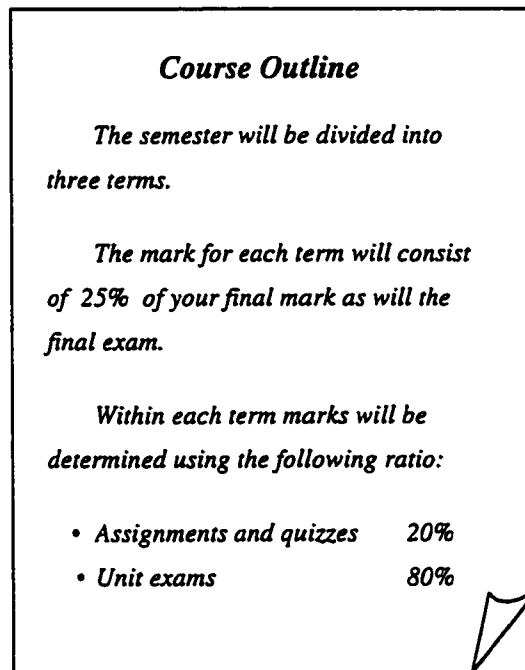 Course Outline
The semester will be divided into
three terms.
The mark for each term will consist
of 25% of your final mark as will the
final exam.
Within each term marks will be
determined using the following ratio:
• Assignments and quizzes 20%
• Unit exams 80%